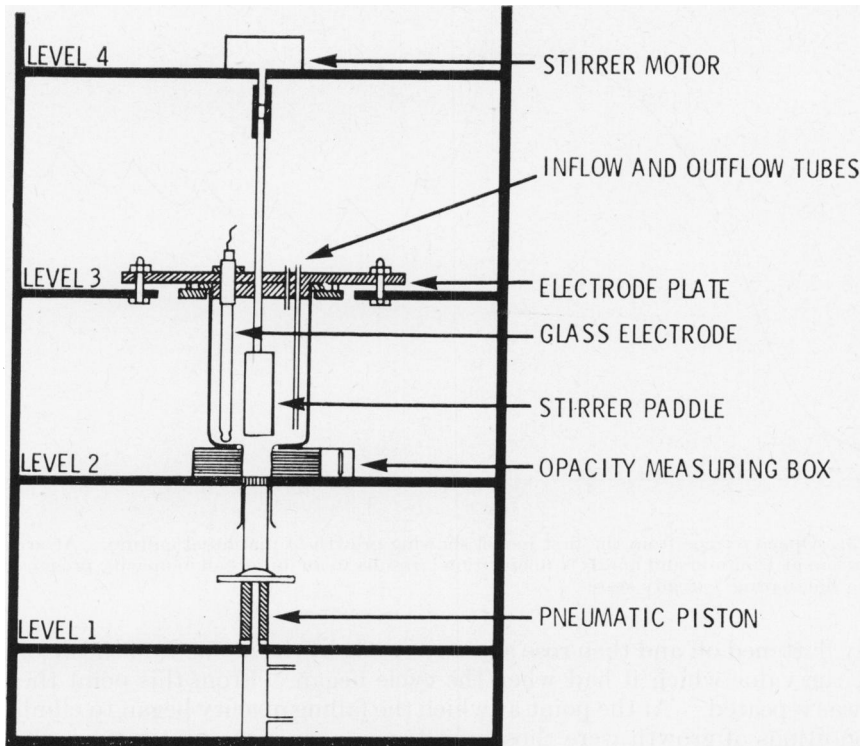 LEVEL 4
STIRRER MOTOR
INFLOW AND OUTFLOW TUBES
LEVEL 3
ELECTRODE PLATE
GLASS ELECTRODE
STIRRER PADDLE
LEVEL 2
OPACITY MEASURING BOX
PNEUMATIC PISTON
LEVEL 1